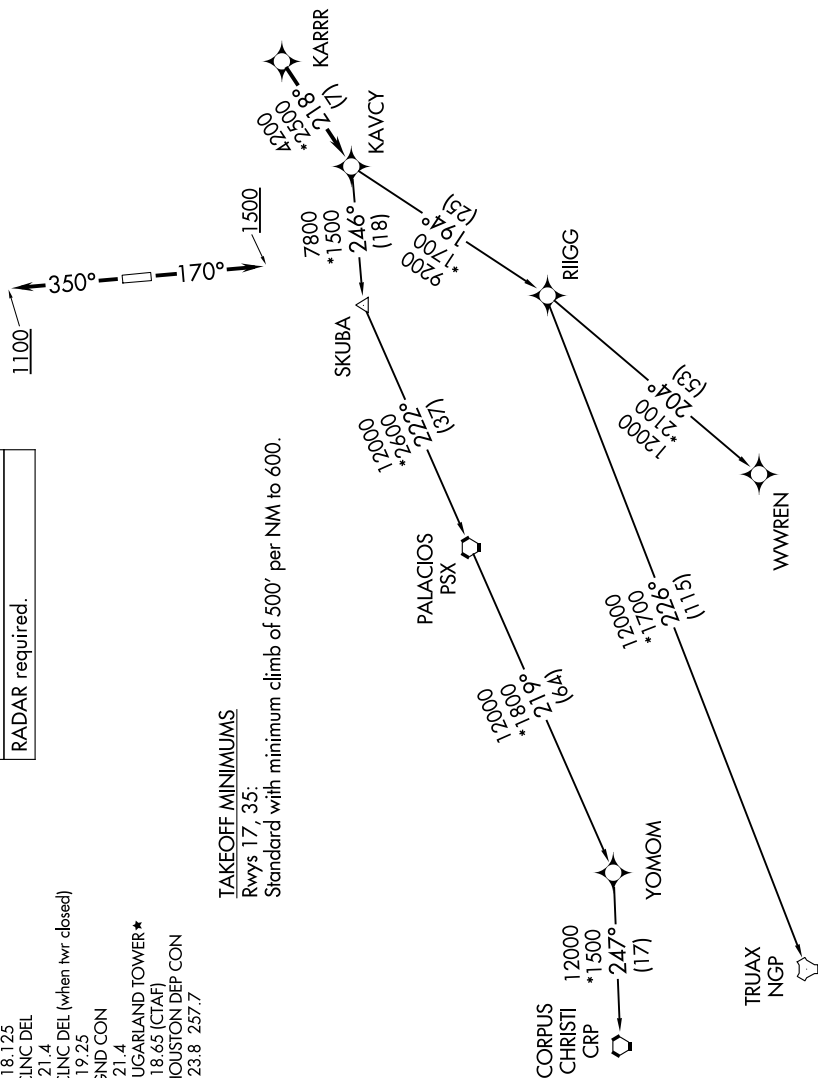 18.125
CLNC DEL
21.4
CLNC DEL (when twr closed)
19.25
GND CON
21.4
UGARLAND TOWER★
18.65 (CTAF)
HOUSTON DEP CON
23.8 257.7
RADAR required.
TAKEOFF MINIMUMS
Rwys 17, 35:
Standard with minimum climb of 500' per NM to 600.
1100
350°
170°
1500
KARRR
4200
*2500
218°
(7)
KAVCY
7800
*1500
246°
(18)
SKUBA
9200
*1700
194°
(25)
RIIGG
12000
*2600
222°
(37)
PALACIOS
PSX
12000
*2100
204°
(53)
WWREN
12000
*1800
219°
(64)
YOMOM
12000
*1700
226°
(115)
TRUAX
NGP
12000
*1500
247°
(17)
CORPUS
CHRISTI
CRP